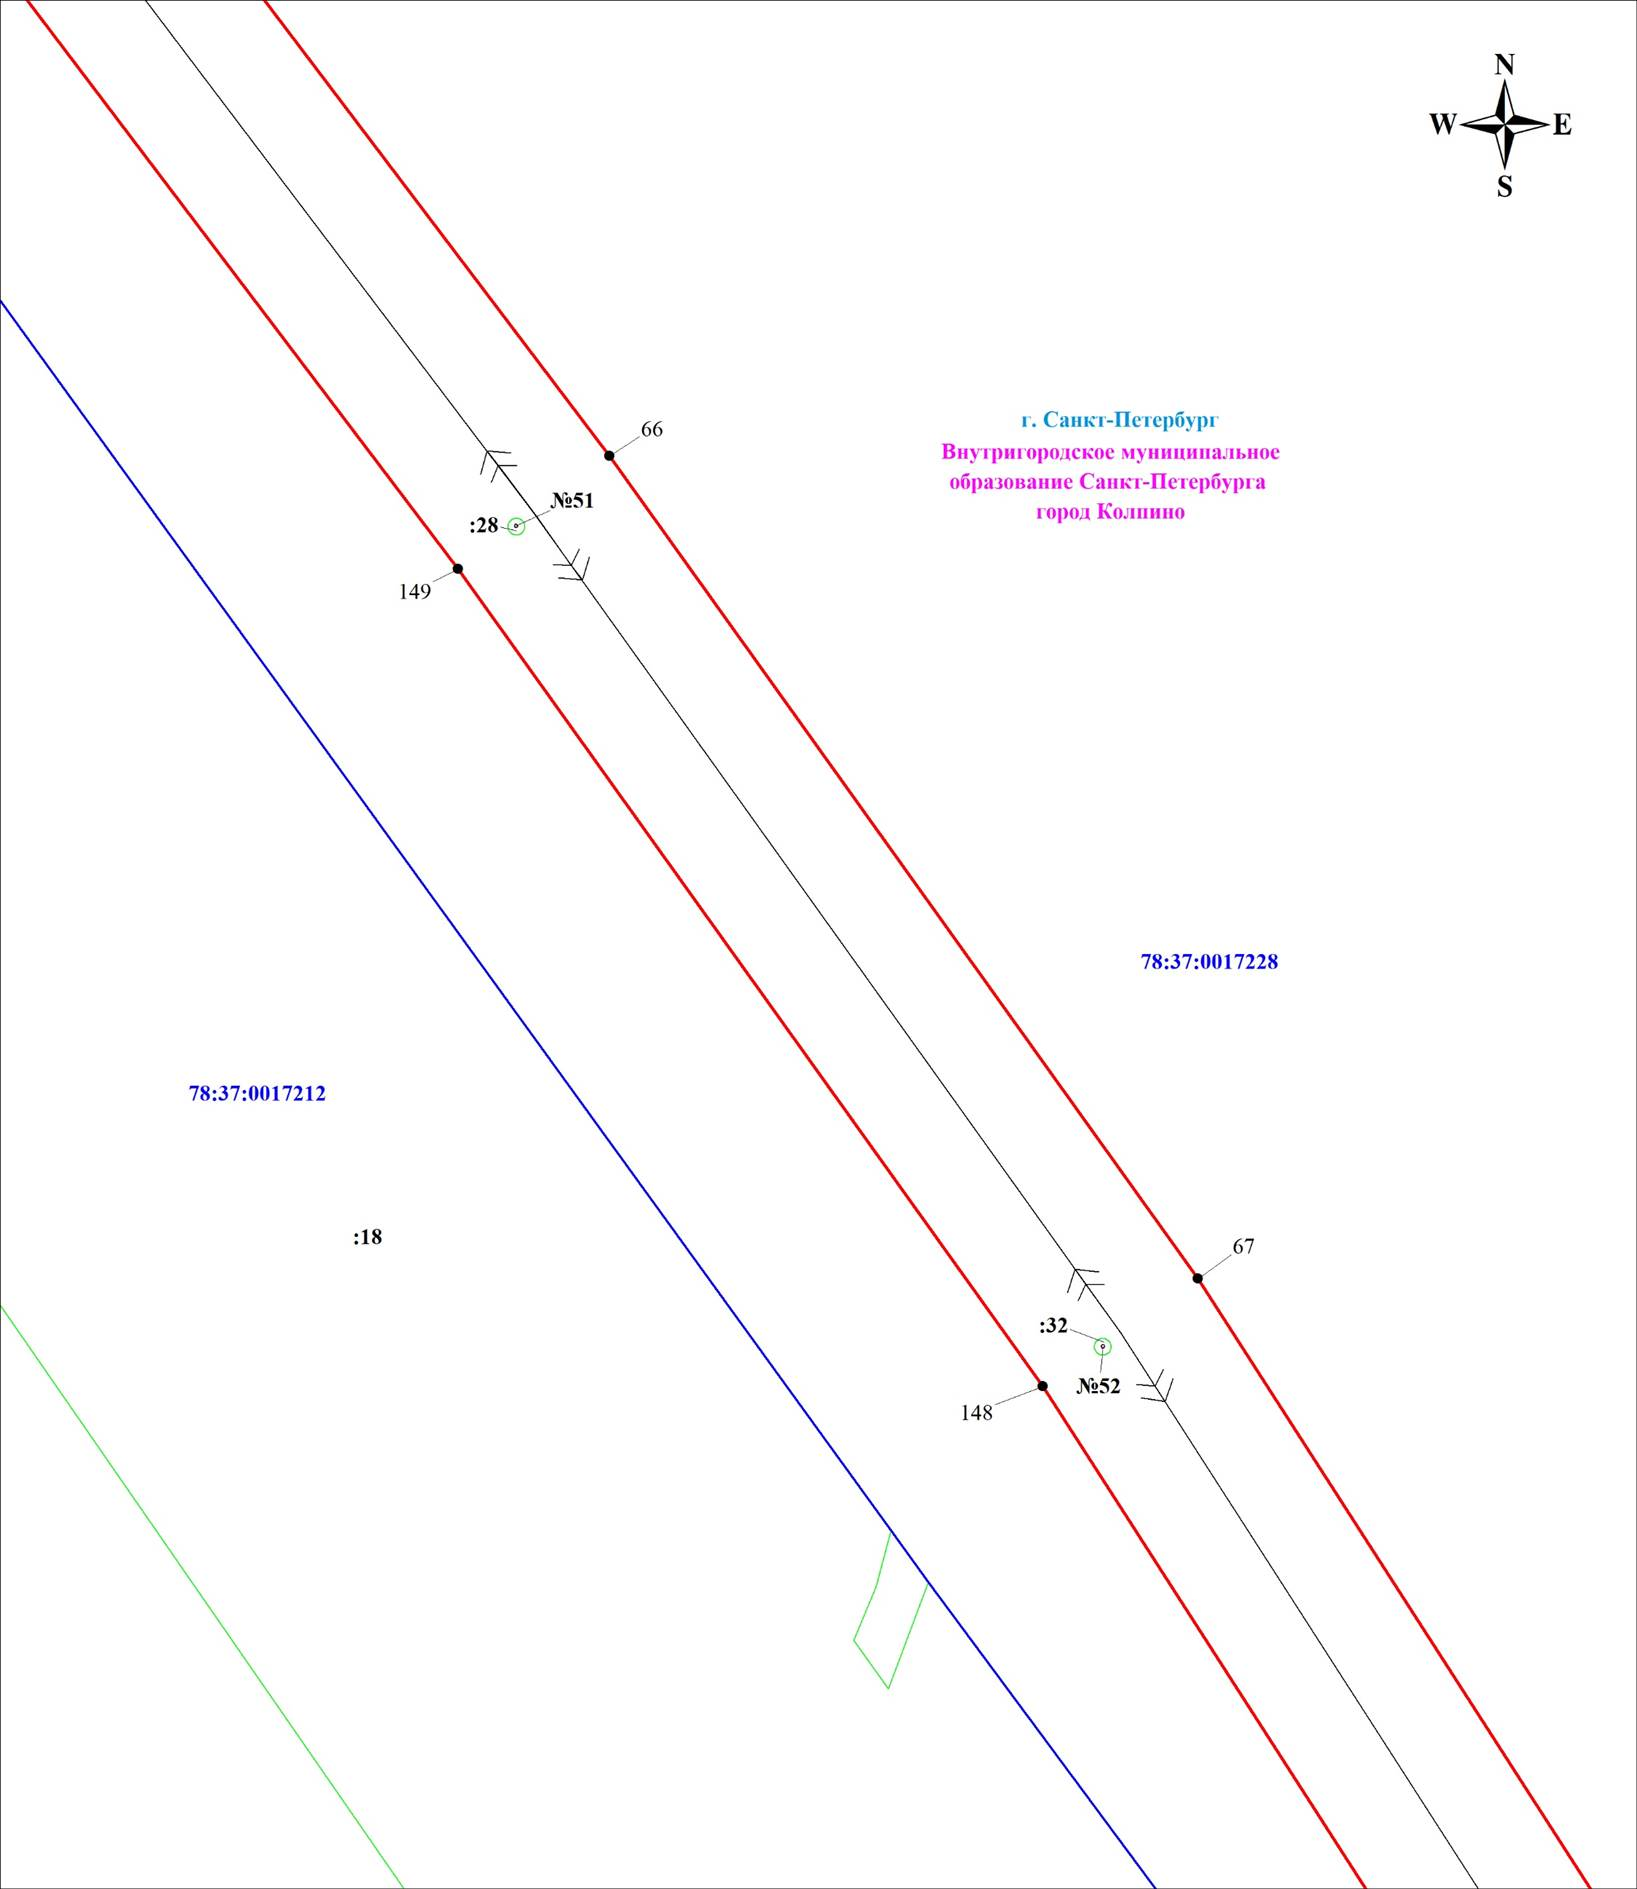 N
W E
S
66
г. Санкт-Петербург
Внутригородское муниципальное
образование Санкт-Петербурга
город Колпино
№51
:28
149
78:37:0017228
78:37:0017212
:18
67
:32
№52
148